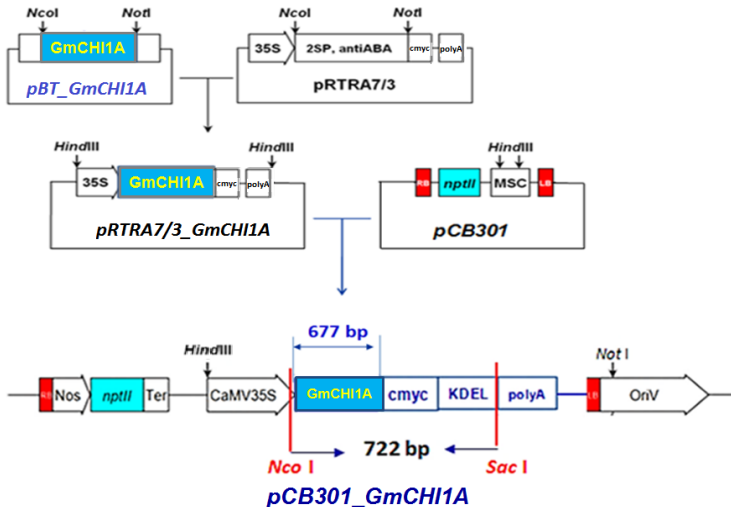 NcoI NotI NcoI NotI
GmCHI1A 35S 2SP, antiABA cmyc polyA
pBT_GmCHI1A pRTRA7/3
HindIII HindIII HindIII
35S GmCHI1A cmyc polyA RB nptII MSC LB
pRTRA7/3_GmCHI1A pCB301
677 bp
HindIII Not I
RB Nos nptII Ter CaMV35S GmCHI1A cmyc KDEL polyA LB OriV
722 bp
Nco I Sac I
pCB301_GmCHI1A